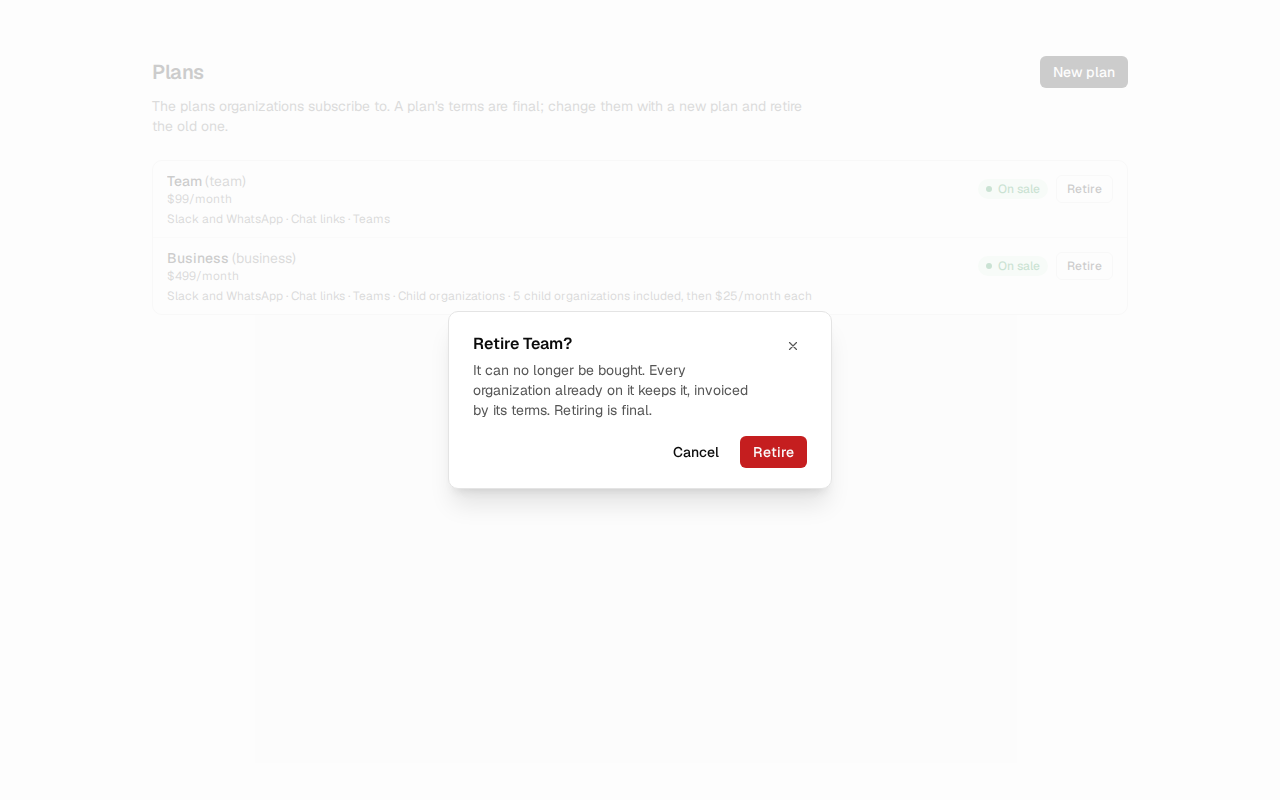 Plans
New plan
The plans organizations subscribe to. A plan's terms are final; change them with a new plan and retire
the old one.
Team (team)
$99/month
Slack and WhatsApp · Chat links · Teams
On sale
Retire
Business (business)
$499/month
Slack and WhatsApp · Chat links · Teams · Child organizations · 5 child organizations included, then $25/month each
On sale
Retire
Retire Team?
It can no longer be bought. Every
organization already on it keeps it, invoiced
by its terms. Retiring is final.
Cancel
Retire